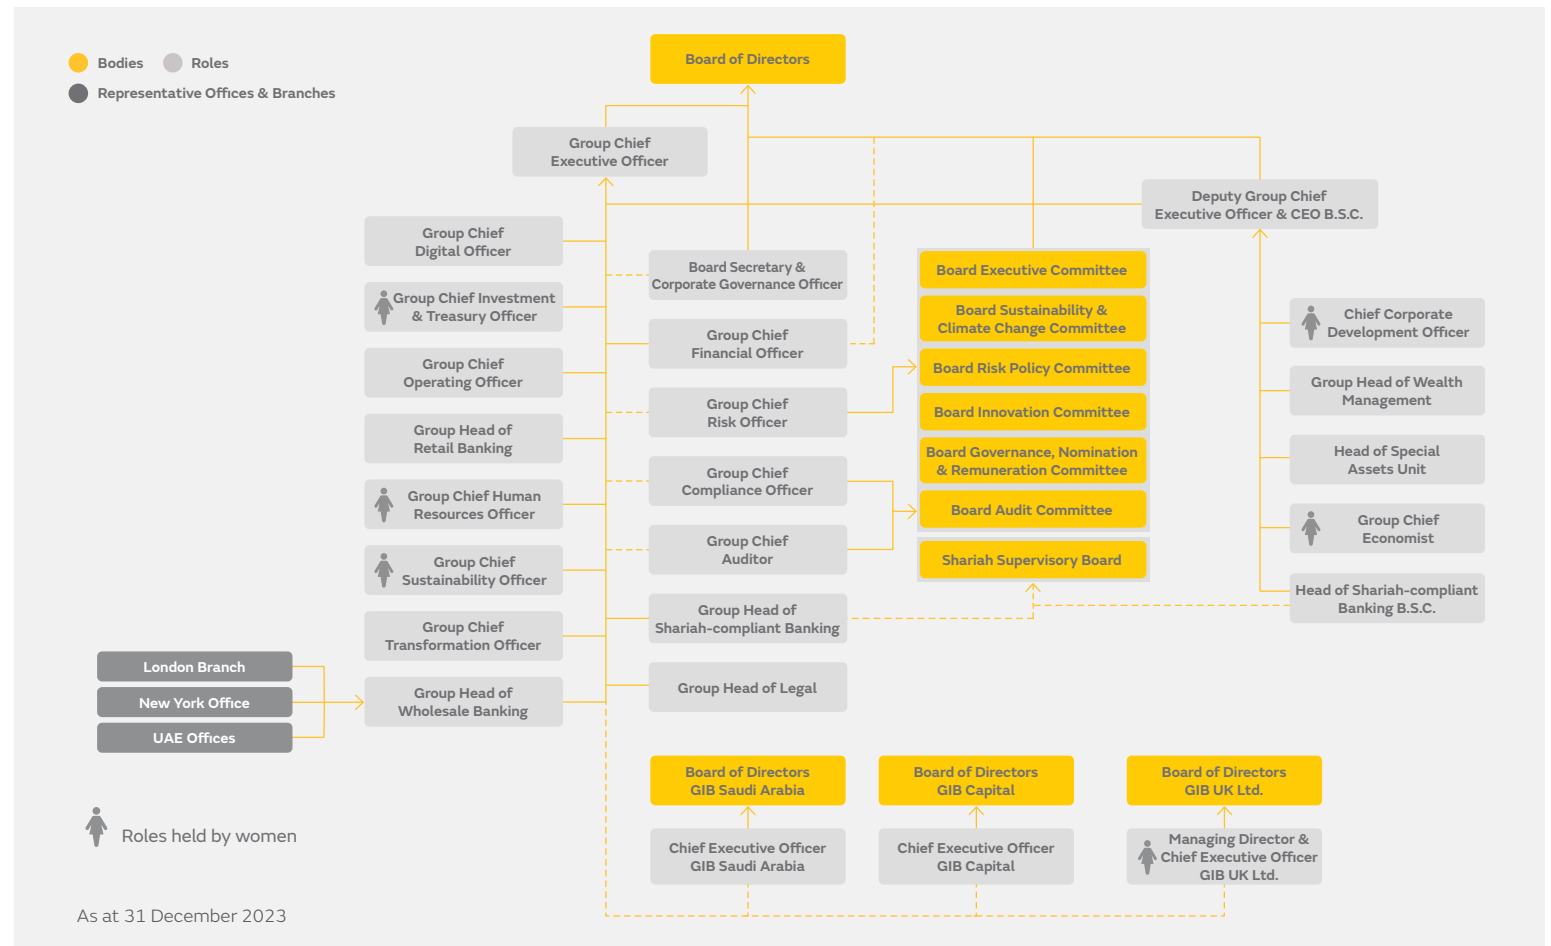 Bodies
Roles
Representative Offices & Branches
Board of Directors
Group Chief
Executive Officer
Deputy Group Chief
Executive Officer & CEO B.S.C.
Group Chief
Digital Officer
Group Chief Investment
& Treasury Officer
Group Chief
Operating Officer
Group Head of
Retail Banking
Group Chief Human
Resources Officer
Group Chief
Sustainability Officer
Group Chief
Transformation Officer
Group Head of
Wholesale Banking
London Branch
New York Office
UAE Offices
Board Secretary &
Corporate Governance Officer
Group Chief
Financial Officer
Group Chief
Risk Officer
Group Chief
Compliance Officer
Group Chief
Auditor
Group Head of
Shariah-compliant Banking
Group Head of Legal
Board Executive Committee
Board Sustainability &
Climate Change Committee
Board Risk Policy Committee
Board Innovation Committee
Board Governance, Nomination
& Remuneration Committee
Board Audit Committee
Shariah Supervisory Board
Chief Corporate
Development Officer
Group Head of Wealth
Management
Head of Special
Assets Unit
Group Chief
Economist
Head of Shariah-compliant
Banking B.S.C.
Board of Directors
GIB Saudi Arabia
Board of Directors
GIB Capital
Board of Directors
GIB UK Ltd.
Chief Executive Officer
GIB Saudi Arabia
Chief Executive Officer
GIB Capital
Managing Director &
Chief Executive Officer
GIB UK Ltd.
Roles held by women
As at 31 December 2023